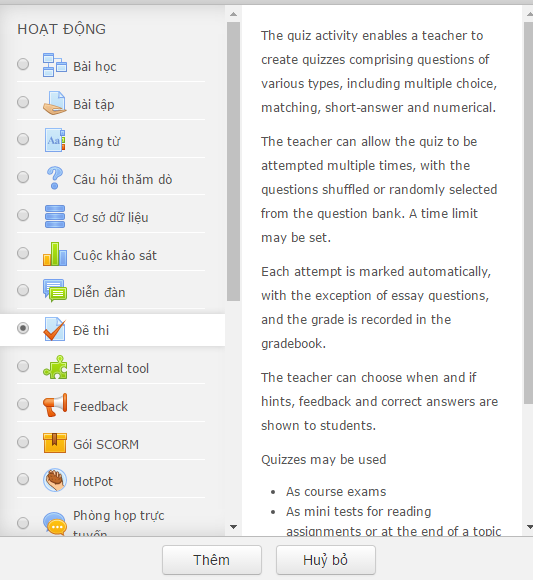 HOẠT ĐỘNG
Bài học
Bài tập
Bảng từ
Câu hỏi thăm dò
Cơ sở dữ liệu
Cuộc khảo sát
Diễn đàn
Đề thi
External tool
Feedback
Gói SCORM
HotPot
Phòng họp trực
tuyến
The quiz activity enables a teacher to
create quizzes comprising questions of
various types, including multiple choice,
matching, short-answer and numerical.
The teacher can allow the quiz to be
attempted multiple times, with the
questions shuffled or randomly selected
from the question bank. A time limit
may be set.
Each attempt is marked automatically,
with the exception of essay questions,
and the grade is recorded in the
gradebook.
The teacher can choose when and if
hints, feedback and correct answers are
shown to students.
Quizzes may be used
As course exams
As mini tests for reading
assignments or at the end of a topic
Thêm
Huỷ bỏ